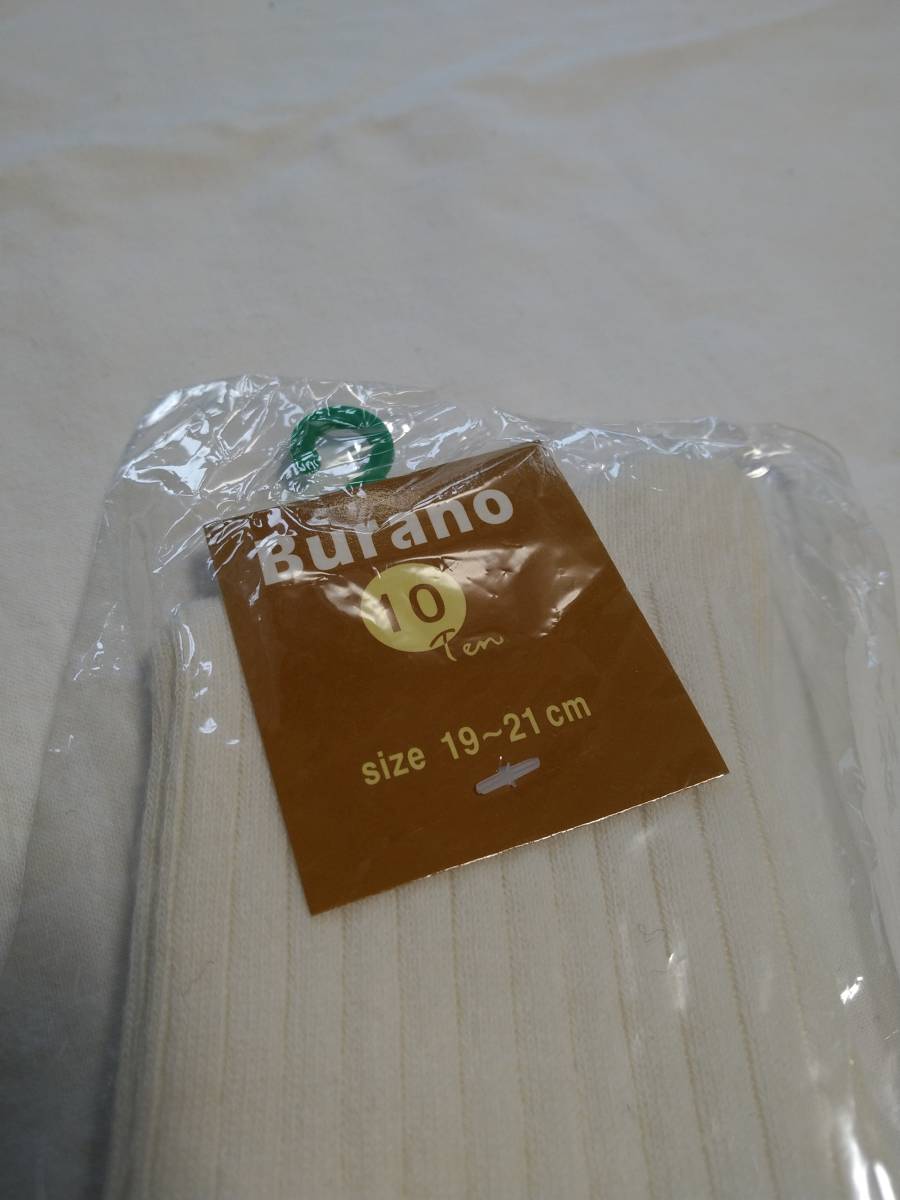 Burano
10
Ten
size 19~21cm